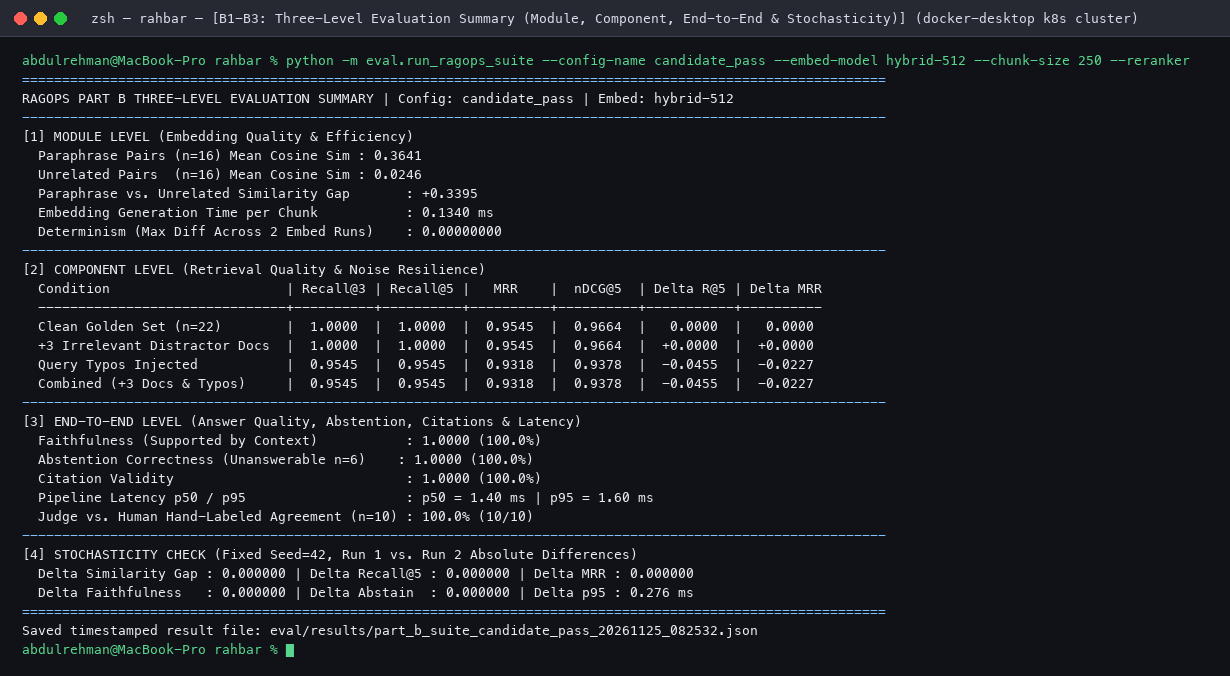 zsh — rahbar — [B1-B3: Three-Level Evaluation Summary (Module, Component, End-to-End & Stochasticity)] (docker-desktop k8s cluster)
abdulrehman@MacBook-Pro rahbar % python -m eval.run_ragops_suite --config-name candidate_pass --embed-model hybrid-512 --chunk-size 250 --reranker
============================================================================================================
RAGOPS PART B THREE-LEVEL EVALUATION SUMMARY | Config: candidate_pass | Embed: hybrid-512
------------------------------------------------------------------------------------------------------------
[1] MODULE LEVEL (Embedding Quality & Efficiency)
  Paraphrase Pairs (n=16) Mean Cosine Sim : 0.3641
  Unrelated Pairs  (n=16) Mean Cosine Sim : 0.0246
  Paraphrase vs. Unrelated Similarity Gap       : +0.3395
  Embedding Generation Time per Chunk           : 0.1340 ms
  Determinism (Max Diff Across 2 Embed Runs)    : 0.00000000
------------------------------------------------------------------------------------------------------------
[2] COMPONENT LEVEL (Retrieval Quality & Noise Resilience)
  Condition                      | Recall@3 | Recall@5 |   MRR    |  nDCG@5  | Delta R@5 | Delta MRR
  -------------------------------+----------+----------+----------+----------+-----------+----------
  Clean Golden Set (n=22)        |  1.0000  |  1.0000  |  0.9545  |  0.9664  |   0.0000  |   0.0000
  +3 Irrelevant Distractor Docs  |  1.0000  |  1.0000  |  0.9545  |  0.9664  |  +0.0000  |  +0.0000
  Query Typos Injected           |  0.9545  |  0.9545  |  0.9318  |  0.9378  |  -0.0455  |  -0.0227
  Combined (+3 Docs & Typos)     |  0.9545  |  0.9545  |  0.9318  |  0.9378  |  -0.0455  |  -0.0227
------------------------------------------------------------------------------------------------------------
[3] END-TO-END LEVEL (Answer Quality, Abstention, Citations & Latency)
  Faithfulness (Supported by Context)           : 1.0000 (100.0%)
  Abstention Correctness (Unanswerable n=6)    : 1.0000 (100.0%)
  Citation Validity                             : 1.0000 (100.0%)
  Pipeline Latency p50 / p95                    : p50 = 1.40 ms | p95 = 1.60 ms
  Judge vs. Human Hand-Labeled Agreement (n=10) : 100.0% (10/10)
------------------------------------------------------------------------------------------------------------
[4] STOCHASTICITY CHECK (Fixed Seed=42, Run 1 vs. Run 2 Absolute Differences)
  Delta Similarity Gap : 0.000000 | Delta Recall@5 : 0.000000 | Delta MRR : 0.000000
  Delta Faithfulness   : 0.000000 | Delta Abstain  : 0.000000 | Delta p95 : 0.276 ms
============================================================================================================
Saved timestamped result file: eval/results/part_b_suite_candidate_pass_20261125_082532.json
abdulrehman@MacBook-Pro rahbar %